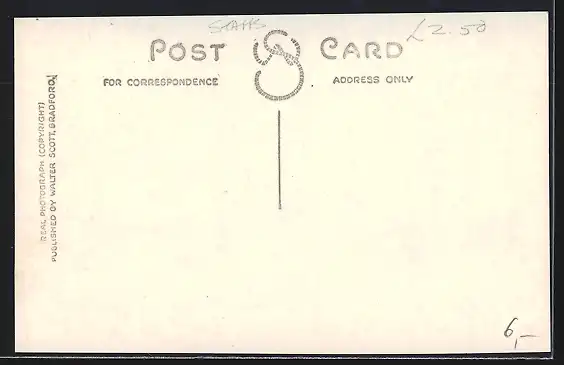 STAFFS
£2.50
POST CARD
FOR CORRESPONDENCE
ADDRESS ONLY
(REAL PHOTOGRAPH (COPYRIGHT)
PUBLISHED BY WALTER SCOTT, BRADFORD.)
6,-